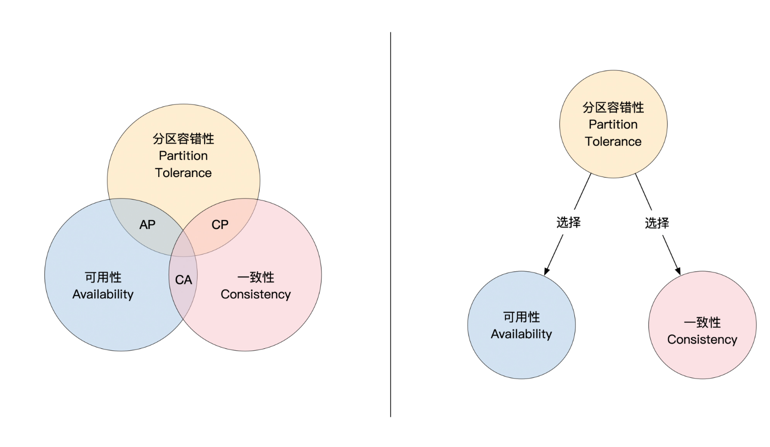 分区容错性
Partition
Tolerance
AP
CP
可用性
Availability
CA
一致性
Consistency
分区容错性
Partition
Tolerance
选择
选择
可用性
Availability
一致性
Consistency